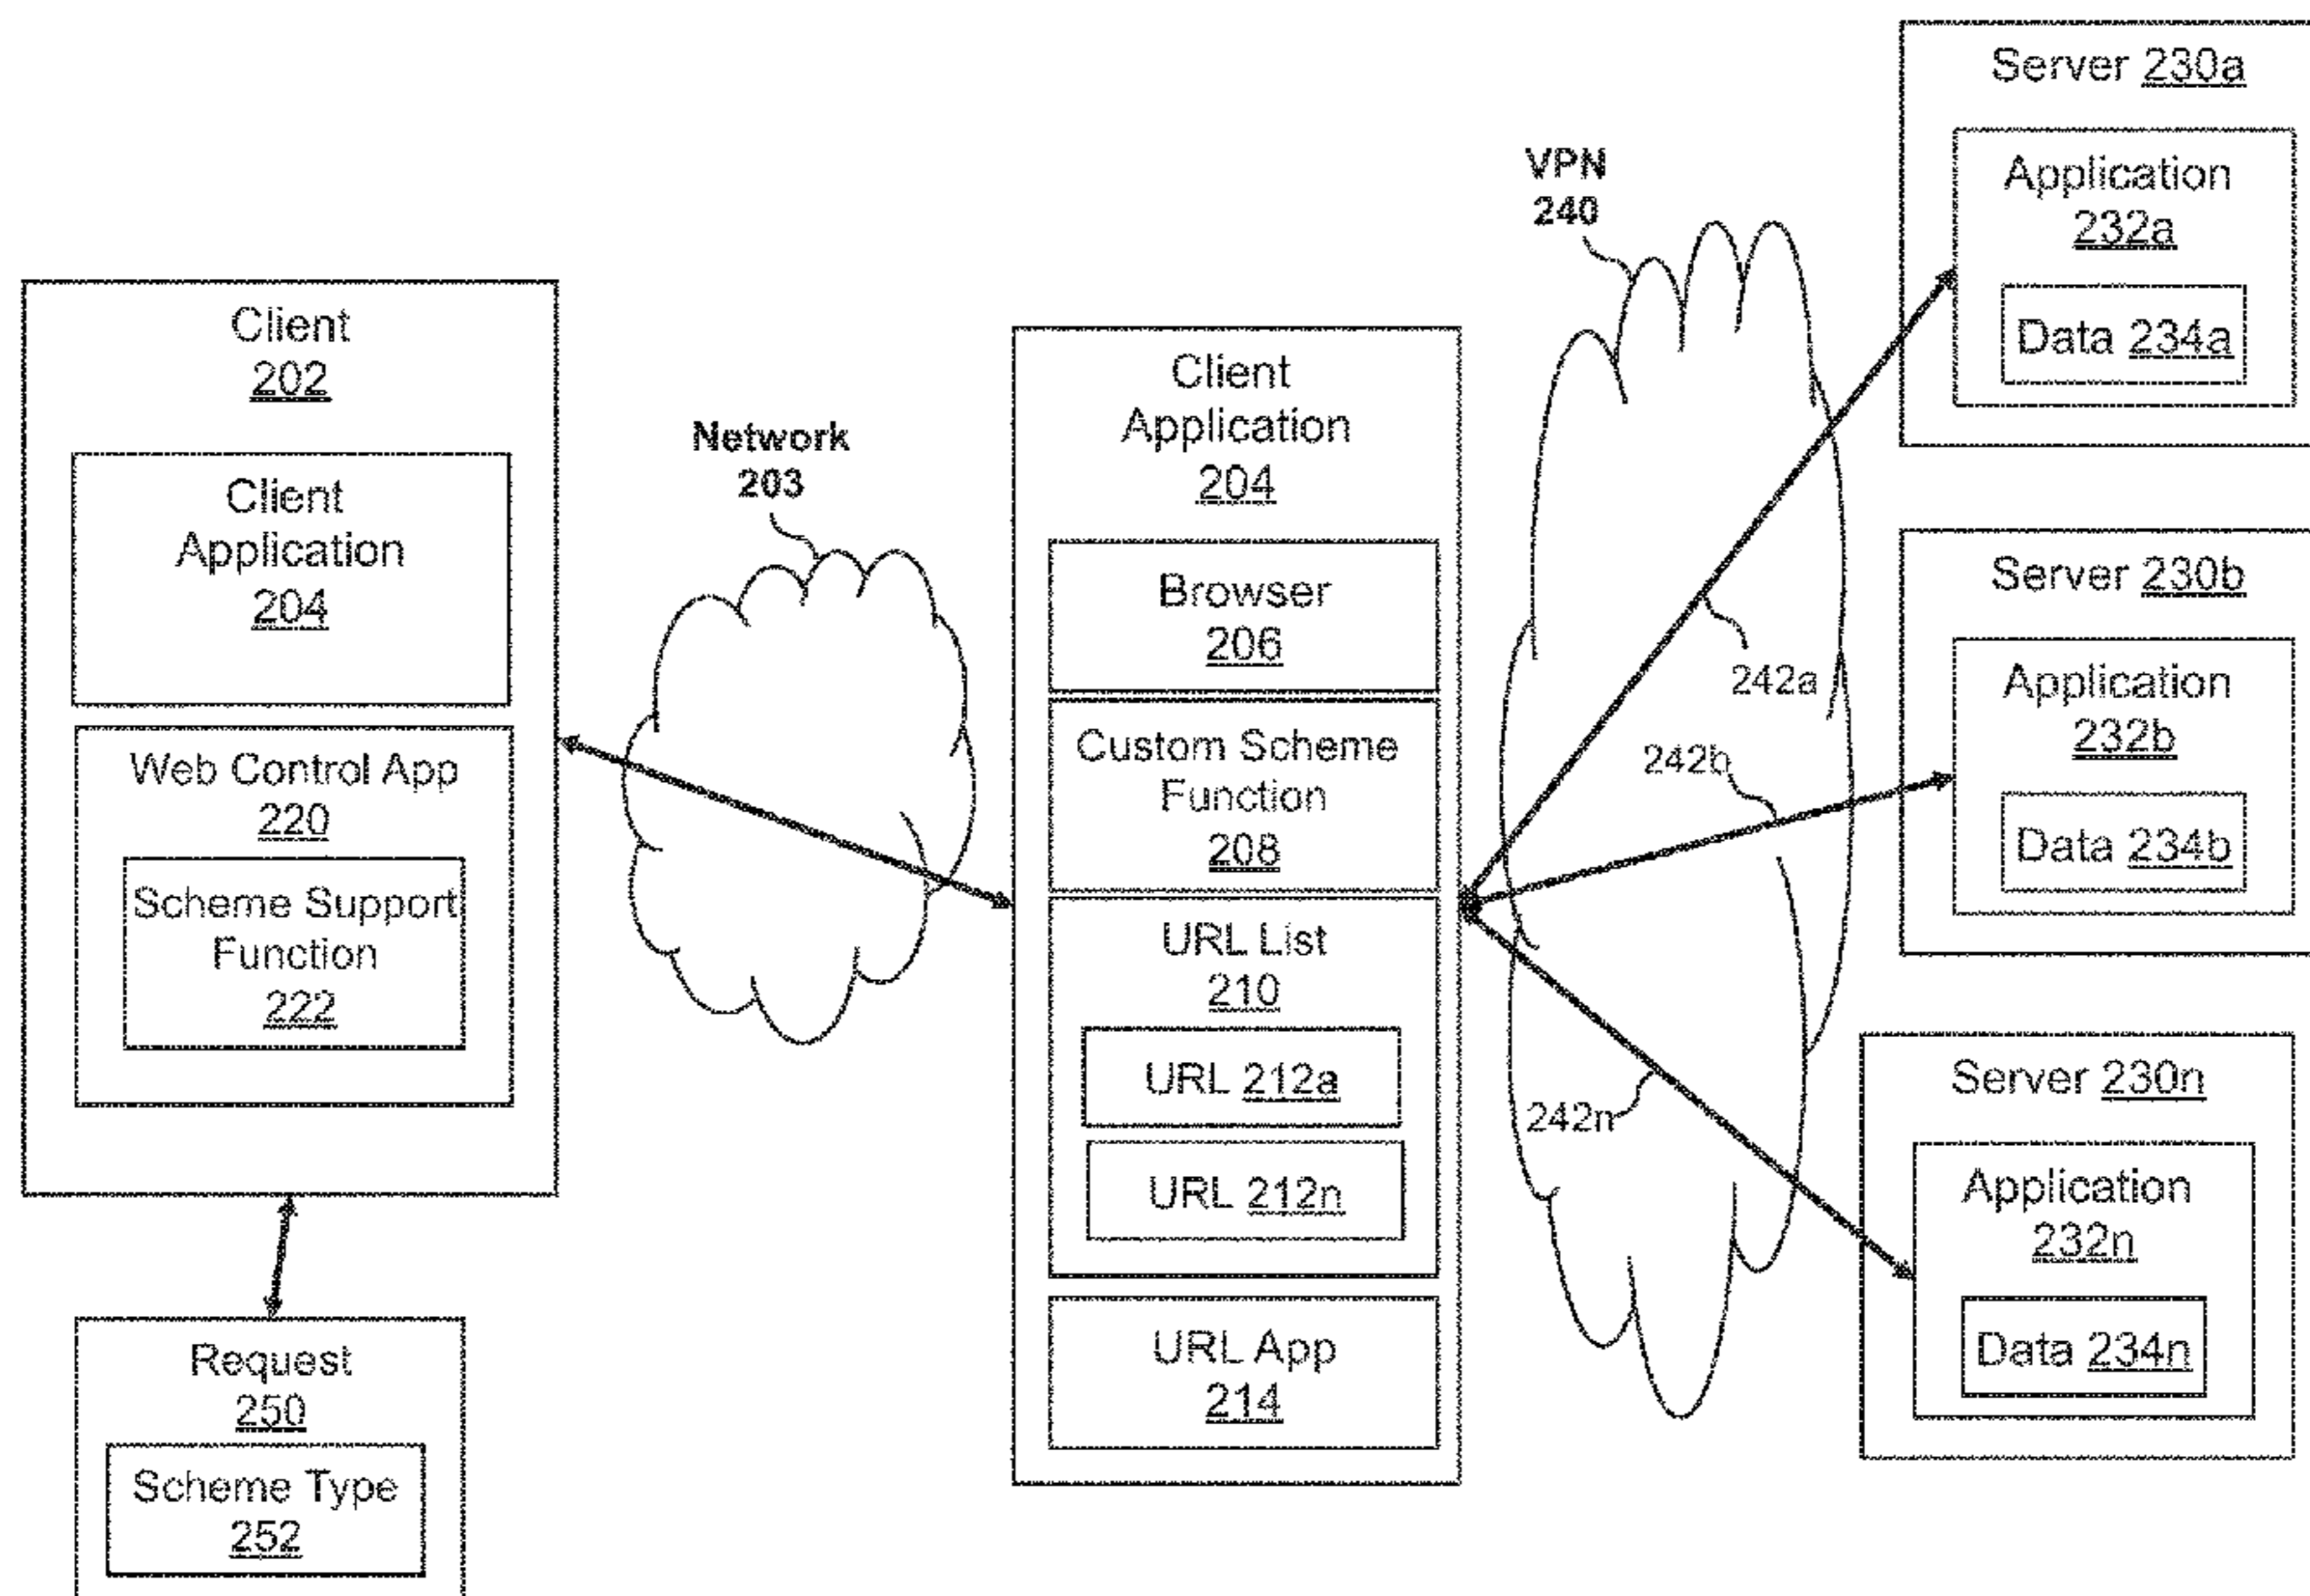 Client
202
Client
Application
204
Web Control App
220
Scheme Support
Function
222
Request
250
Scheme Type
252
Network
203
Client
Application
204
Browser
206
Custom Scheme
Function
208
URL List
210
URL 212a
URL 212n
URL App
214
VPN
240
242a
242b
242n
Server 230a
Application
232a
Data 234a
Server 230b
Application
232b
Data 234b
Server 230n
Application
232n
Data 234n